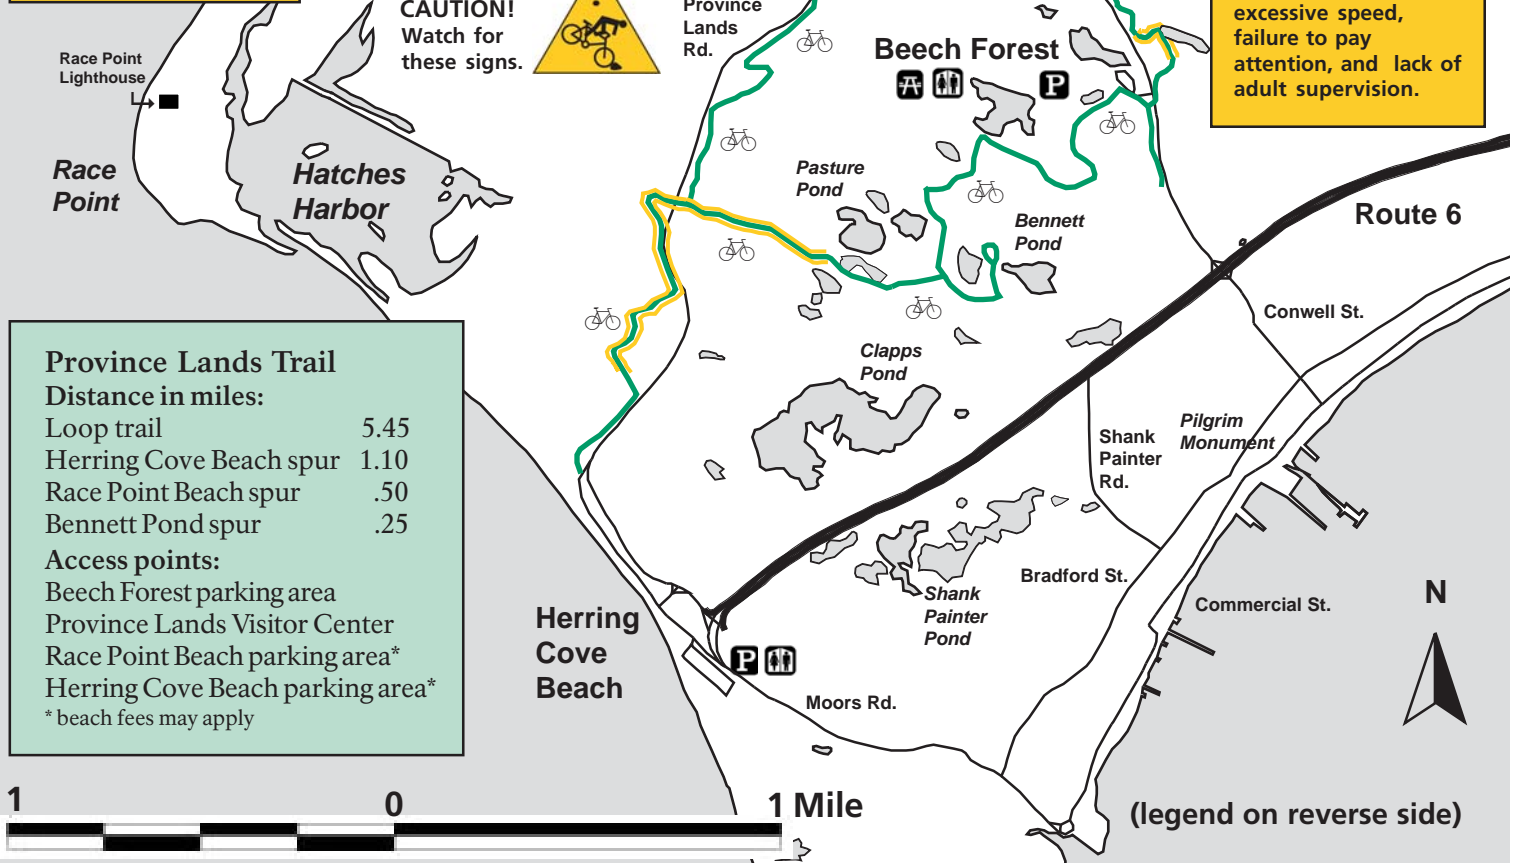 CAUTION!
Watch for
these signs.
Province
Lands
Rd.
excessive speed,
failure to pay
attention, and lack of
adult supervision.
Beech Forest
P
Race Point
Lighthouse
Race
Point
Hatches
Harbor
Pasture
Pond
Bennett
Pond
Route 6
Conwell St.
Clapps
Pond
Pilgrim
Monument
Shank
Painter
Rd.
Province Lands Trail
Distance in miles:
Loop trail 5.45
Herring Cove Beach spur 1.10
Race Point Beach spur .50
Bennett Pond spur .25
Access points:
Beech Forest parking area
Province Lands Visitor Center
Race Point Beach parking area*
Herring Cove Beach parking area*
* beach fees may apply
Bradford St.
Shank
Painter
Pond
Commercial St.
N
Herring
Cove
Beach
P
Moors Rd.
1 0 1 Mile
(legend on reverse side)